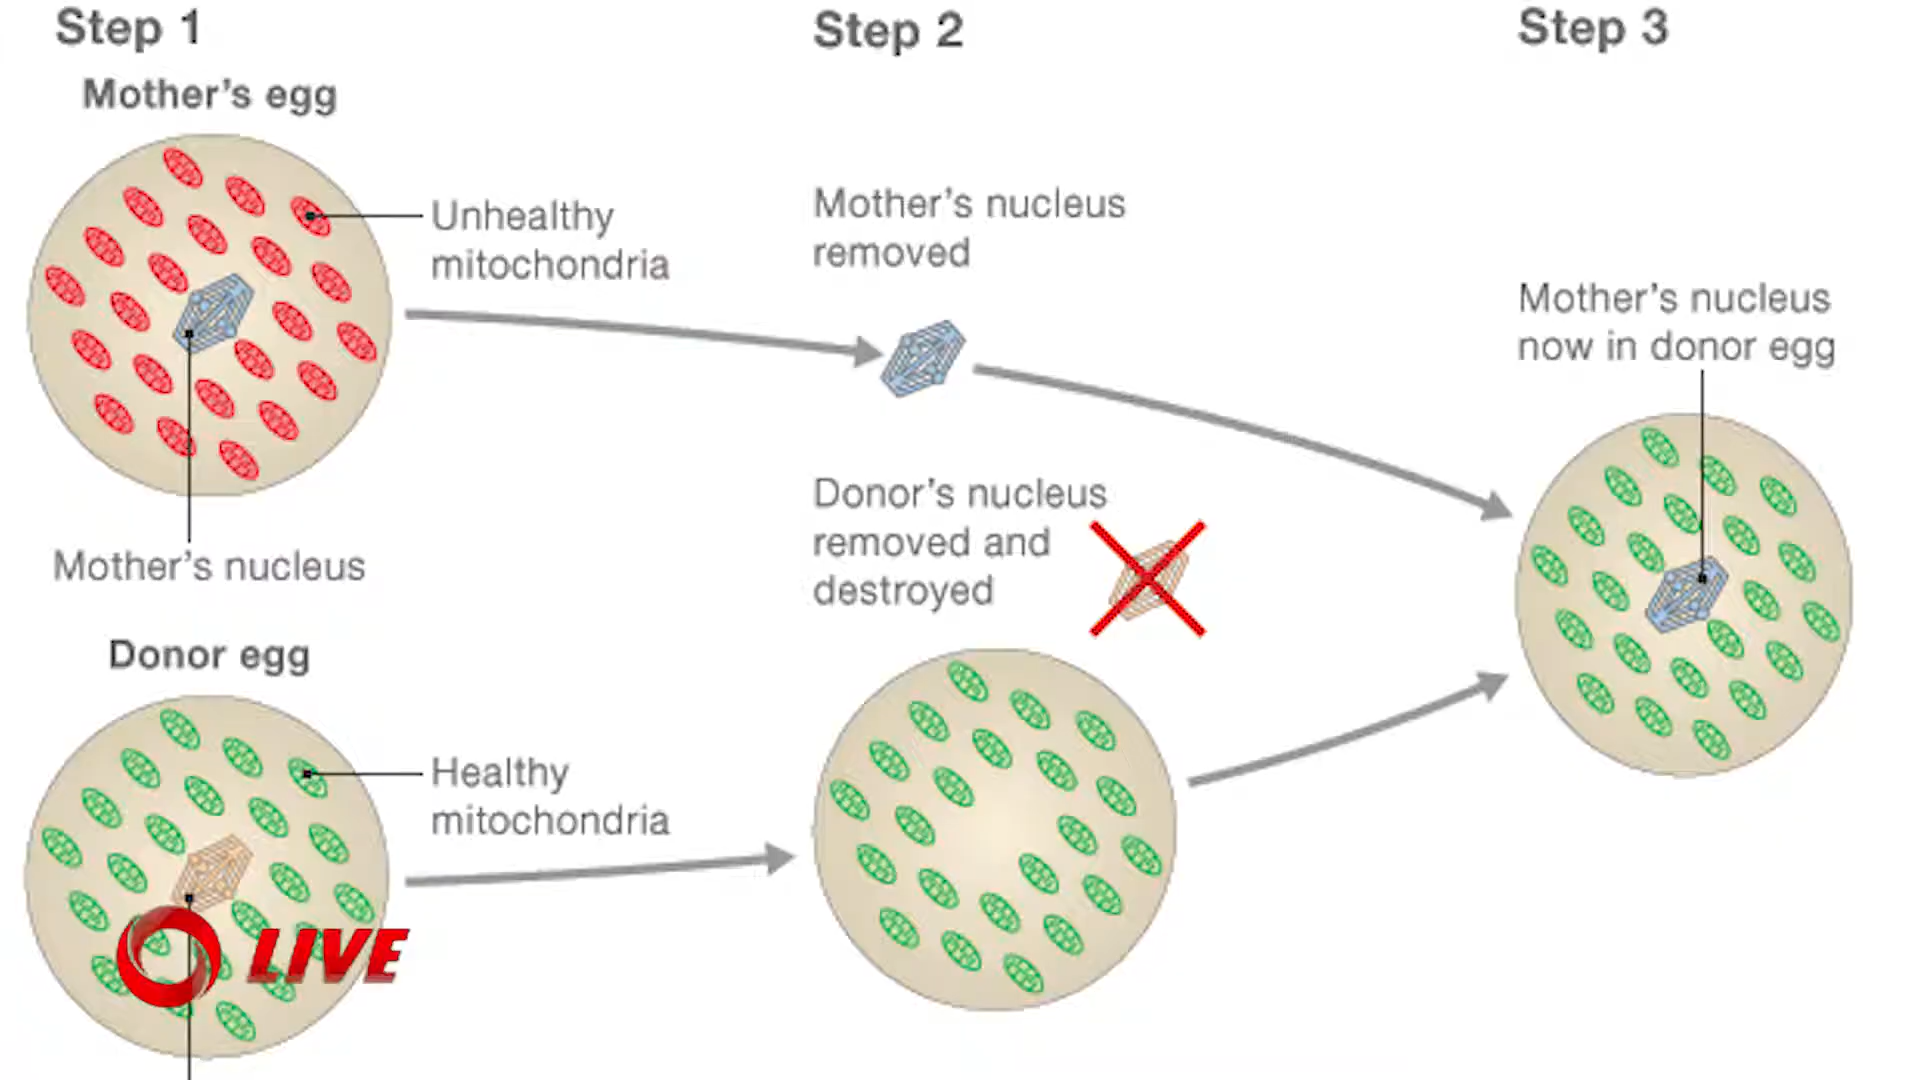 Step 1
Mother's egg
Unhealthy
mitochondria
Mother's nucleus
Donor egg
Healthy
mitochondria
LIVE
Step 2
Mother's nucleus
removed
Donor's nucleus
removed and
destroyed
Step 3
Mother's nucleus
now in donor egg